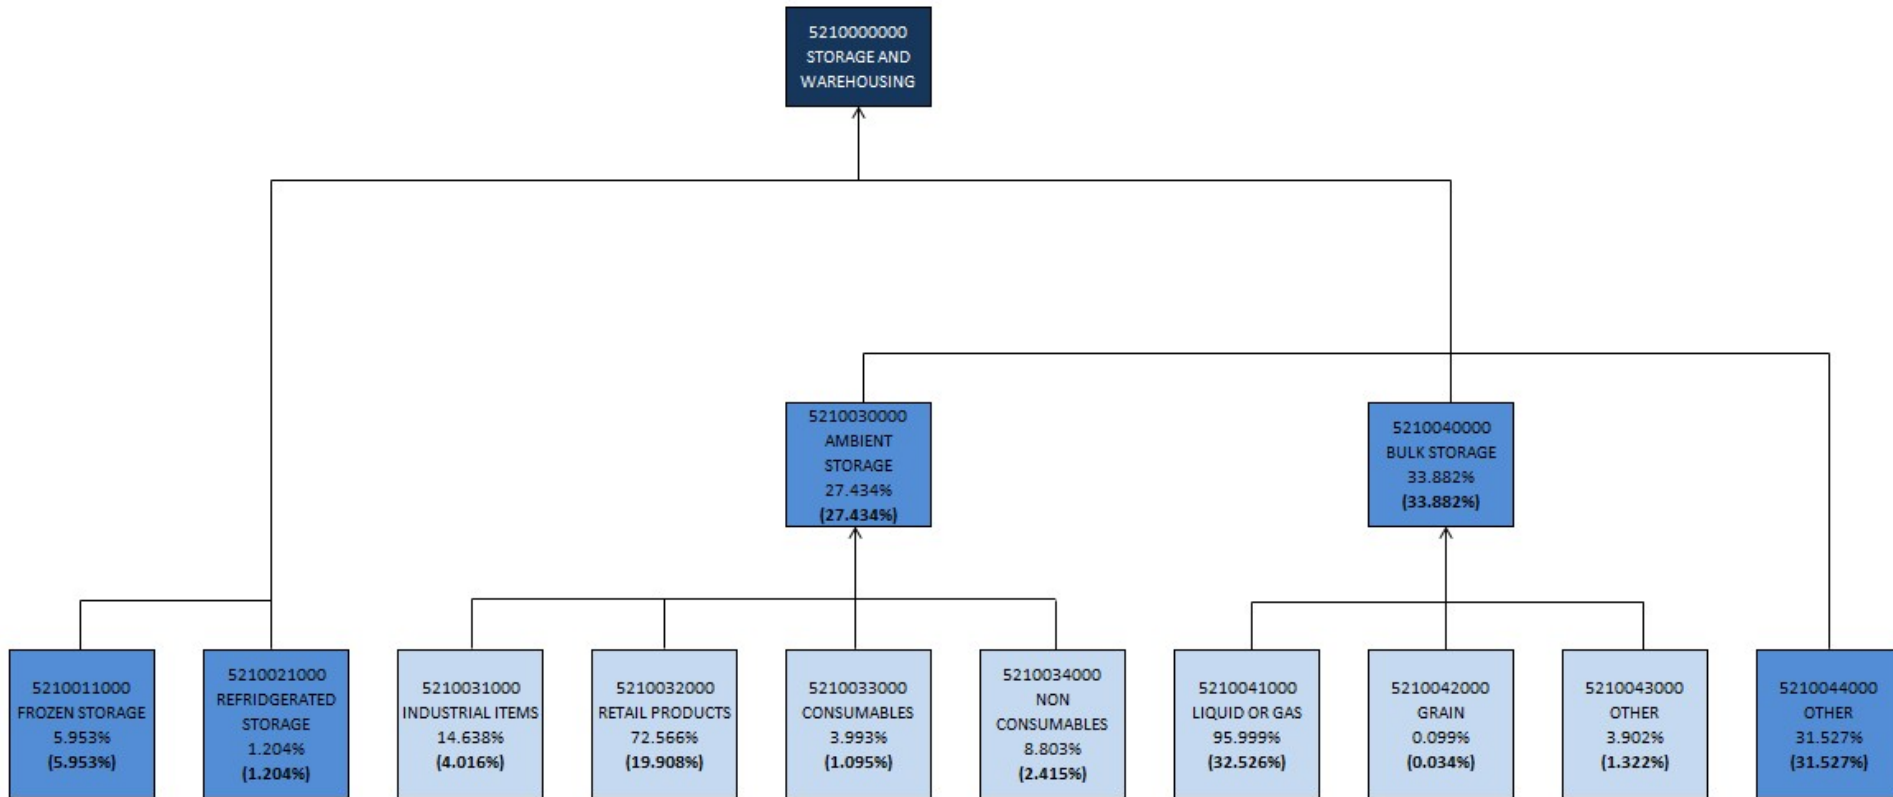 5210000000
STORAGE AND
WAREHOUSING
5210030000
AMBIENT
STORAGE
27.434%
(27.434%)
5210040000
BULK STORAGE
33.882%
(33.882%)
5210011000
FROZEN STORAGE
5.953%
(5.953%)
5210021000
REFRIDGERATED
STORAGE
1.204%
(1.204%)
5210031000
INDUSTRIAL ITEMS
14.638%
(4.016%)
5210032000
RETAIL PRODUCTS
72.566%
(19.908%)
5210033000
CONSUMABLES
3.993%
(1.095%)
5210034000
NON
CONSUMABLES
8.803%
(2.415%)
5210041000
LIQUID OR GAS
95.999%
(32.526%)
5210042000
GRAIN
0.099%
(0.034%)
5210043000
OTHER
3.902%
(1.322%)
5210044000
OTHER
31.527%
(31.527%)